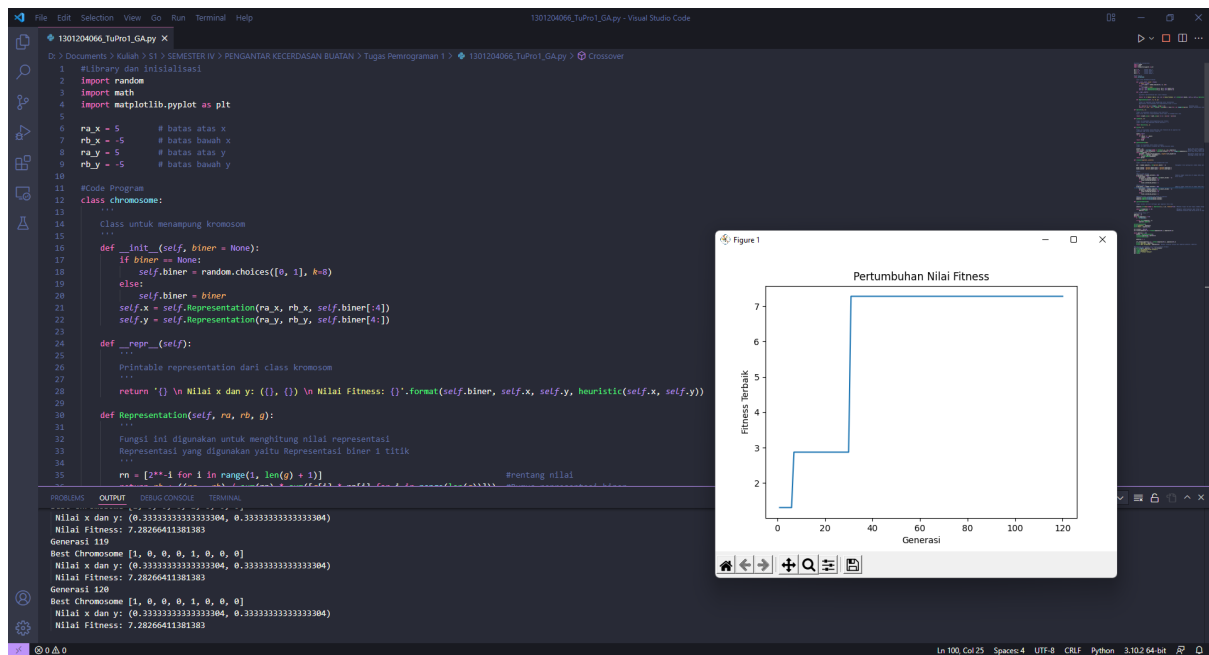 File Edit Selection View Go Run Terminal Help
1301204066_TuPro1_GA.py - Visual Studio Code
1301204066_TuPro1_GA.py
D: > Documents > Kuliah > S1 > SEMESTER IV > PENGANTAR KECERDASAN BUATAN > Tugas Pemrograman 1 > 1301204066_TuPro1_GA.py > Crossover
1 #Library dan inisialisasi
2 import random
3 import math
4 import matplotlib.pyplot as plt
5
6 ra_x = 5 # batas atas x
7 rb_x = -5 # batas bawah x
8 ra_y = 5 # batas atas y
9 rb_y = -5 # batas bawah y
10
11 #Code Program
12 class chromosome:
13 '''
14 Class untuk menampung kromosom
15 '''
16 def __init__(self, biner = None):
17 if biner == None:
18 self.biner = random.choices([0, 1], k=8)
19 else:
20 self.biner = biner
21 self.x = self.Representation(ra_x, rb_x, self.biner[:4])
22 self.y = self.Representation(ra_y, rb_y, self.biner[4:])
23
24 def __repr__(self):
25 '''
26 Printable representation dari class kromosom
27 '''
28 return '{} \n Nilai x dan y: ({}, {}) \n Nilai Fitness: {}'.format(self.biner, self.x, self.y, heuristic(self.x, self.y))
29
30 def Representation(self, ra, rb, g):
31 '''
32 Fungsi ini digunakan untuk menghitung nilai representasi
33 Representasi yang digunakan yaitu Representasi biner 1 titik
34 '''
35 rn = [2**-i for i in range(1, len(g) + 1)] #rentang nilai
PROBLEMS OUTPUT DEBUG CONSOLE TERMINAL
Nilai x dan y: (0.33333333333333304, 0.33333333333333304)
Nilai Fitness: 7.28266411381383
Generasi 119
Best Chromosome [1, 0, 0, 0, 1, 0, 0, 0]
Nilai x dan y: (0.33333333333333304, 0.33333333333333304)
Nilai Fitness: 7.28266411381383
Generasi 120
Best Chromosome [1, 0, 0, 0, 1, 0, 0, 0]
Nilai x dan y: (0.33333333333333304, 0.33333333333333304)
Nilai Fitness: 7.28266411381383
Figure 1
Pertumbuhan Nilai Fitness
7
6
5
4
3
2
Fitness Terbaik
0 20 40 60 80 100 120
Generasi
0 0 0
Ln 100, Col 25 Spaces: 4 UTF-8 CRLF Python 3.10.2 64-bit